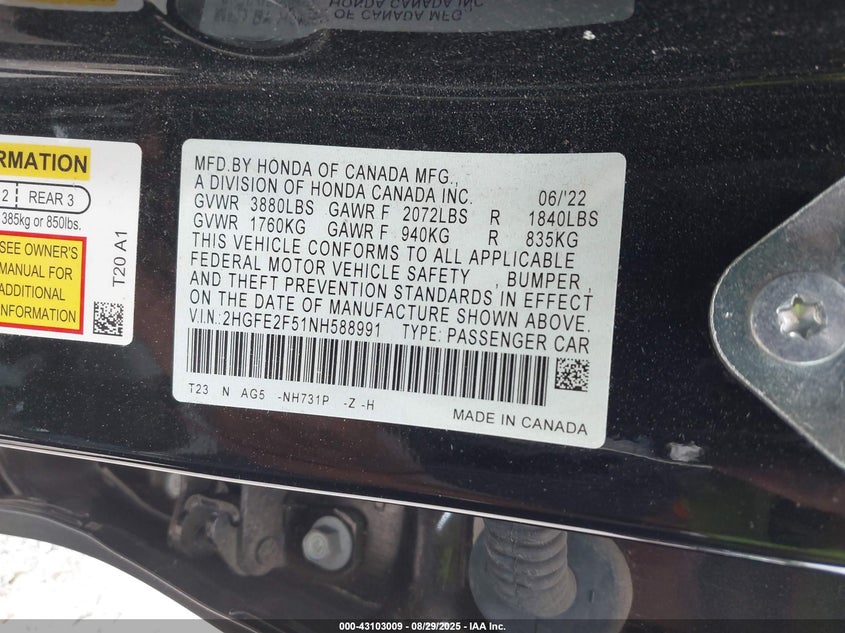 OF CANADA MFG.
HONDA CANADA INC
RMATION
2 REAR 3
385kg or 850lbs.
SEE OWNER'S
MANUAL FOR
ADDITIONAL
INFORMATION
T20 A1
MFD.BY HONDA OF CANADA MFG.,
A DIVISION OF HONDA CANADA INC. 06/'22
GVWR 3880LBS GAWR F 2072LBS R 1840LBS
GVWR 1760KG GAWR F 940KG R 835KG
THIS VEHICLE CONFORMS TO ALL APPLICABLE
FEDERAL MOTOR VEHICLE SAFETY , BUMPER ,
AND THEFT PREVENTION STANDARDS IN EFFECT
ON THE DATE OF MANUFACTURE SHOWN ABOVE.
V.I.N.:2HGFE2F51NH588991 TYPE: PASSENGER CAR
T23 N AG5 -NH731P -Z -H
MADE IN CANADA
000-43103009 - 08/29/2025 - IAA Inc.